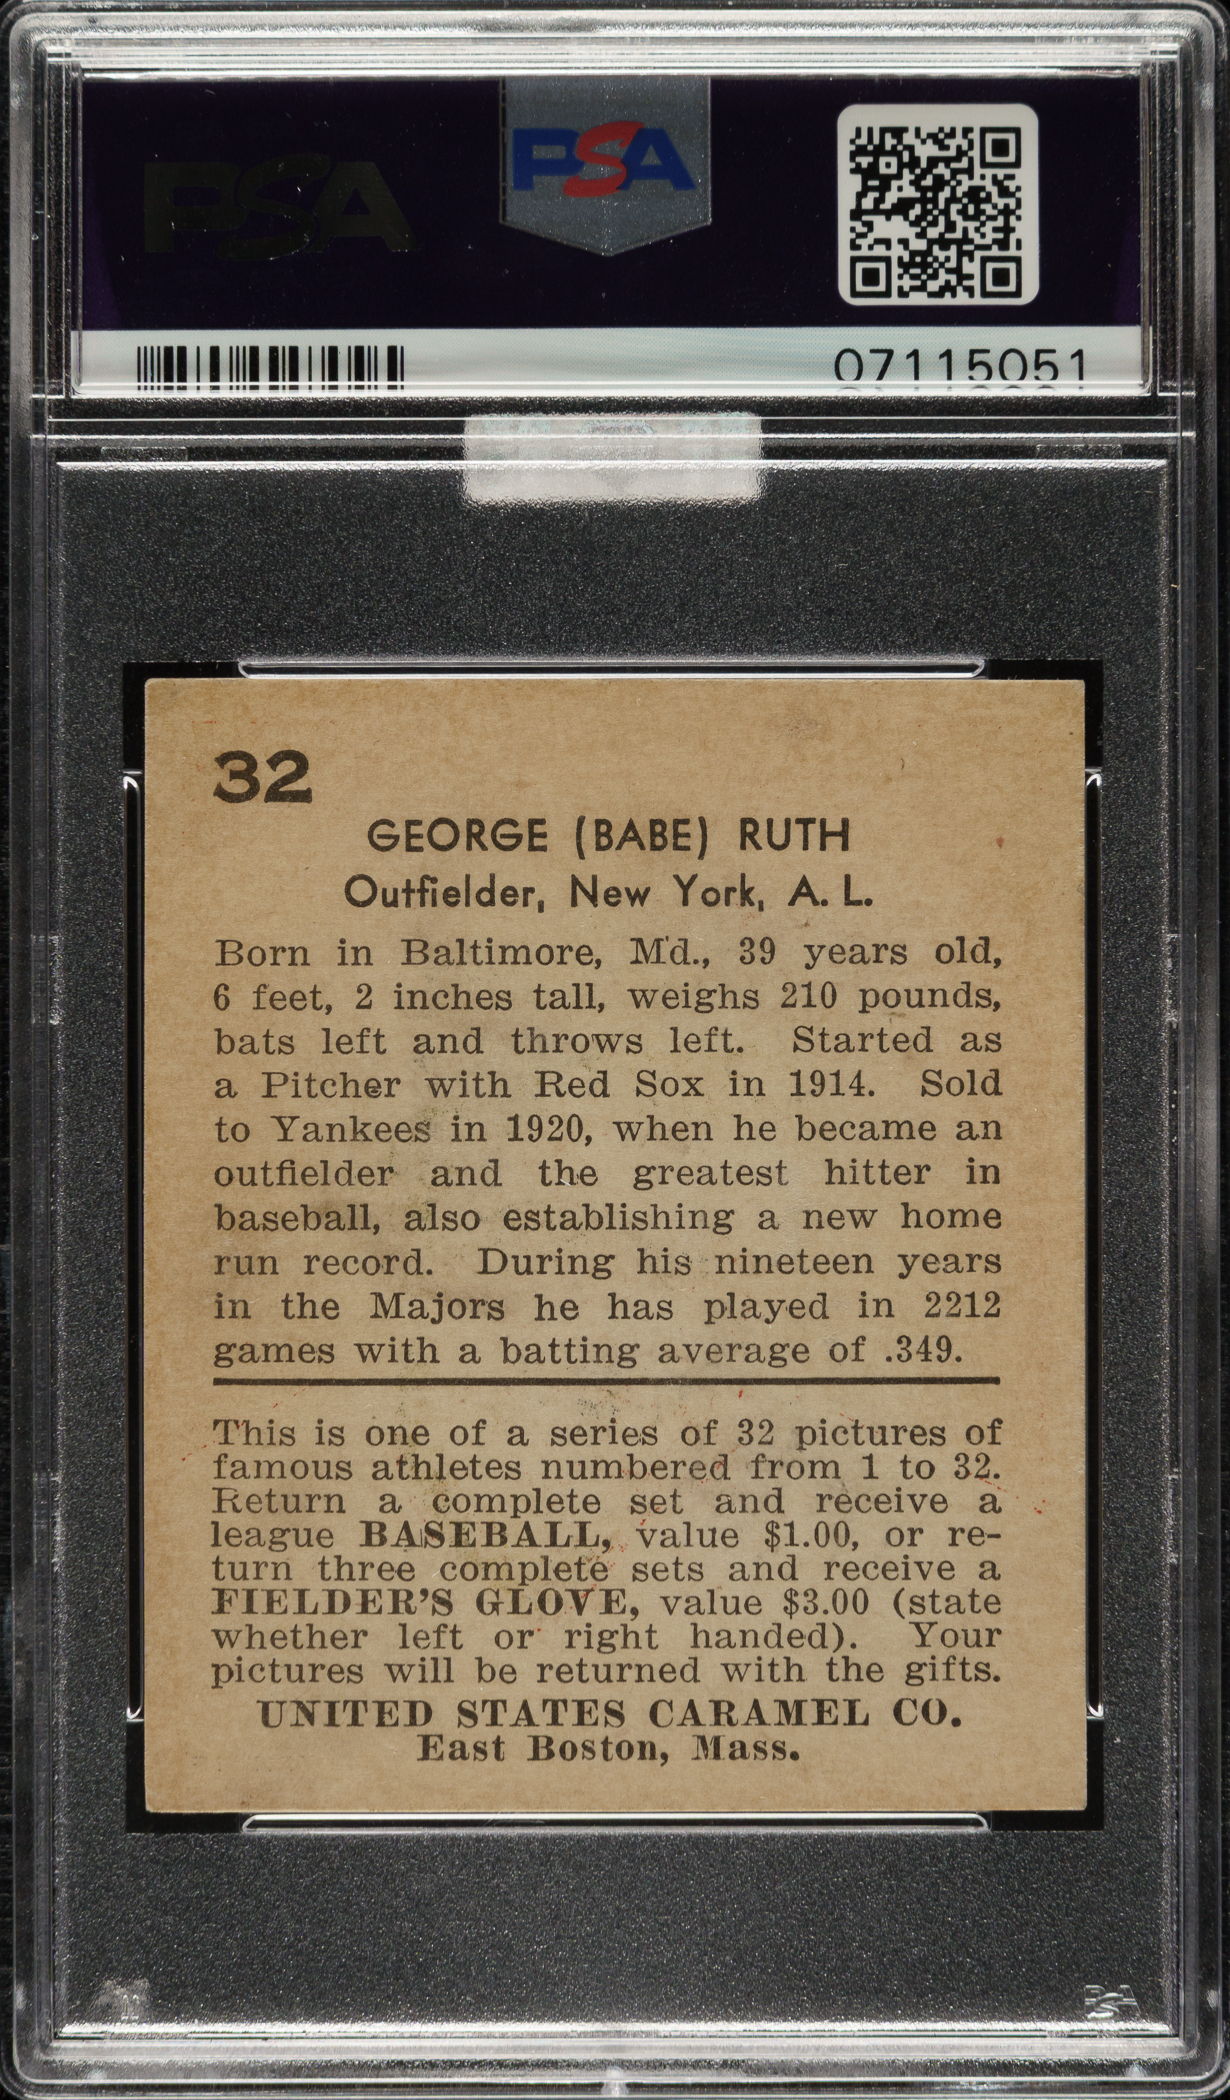 PSA
PSA
07115051
32
GEORGE (BABE) RUTH
Outfielder, New York, A. L.
Born in Baltimore, Md., 39 years old,
6 feet, 2 inches tall, weighs 210 pounds,
bats left and throws left. Started as
a Pitcher with Red Sox in 1914. Sold
to Yankees in 1920, when he became an
outfielder and the greatest hitter in
baseball, also establishing a new home
run record. During his nineteen years
in the Majors he has played in 2212
games with a batting average of .349.
This is one of a series of 32 pictures of
famous athletes numbered from 1 to 32.
Return a complete set and receive a
league BASEBALL, value $1.00, or re-
turn three complete sets and receive a
FIELDER'S GLOVE, value $3.00 (state
whether left or right handed). Your
pictures will be returned with the gifts.
UNITED STATES CARAMEL CO.
East Boston, Mass.
PSA